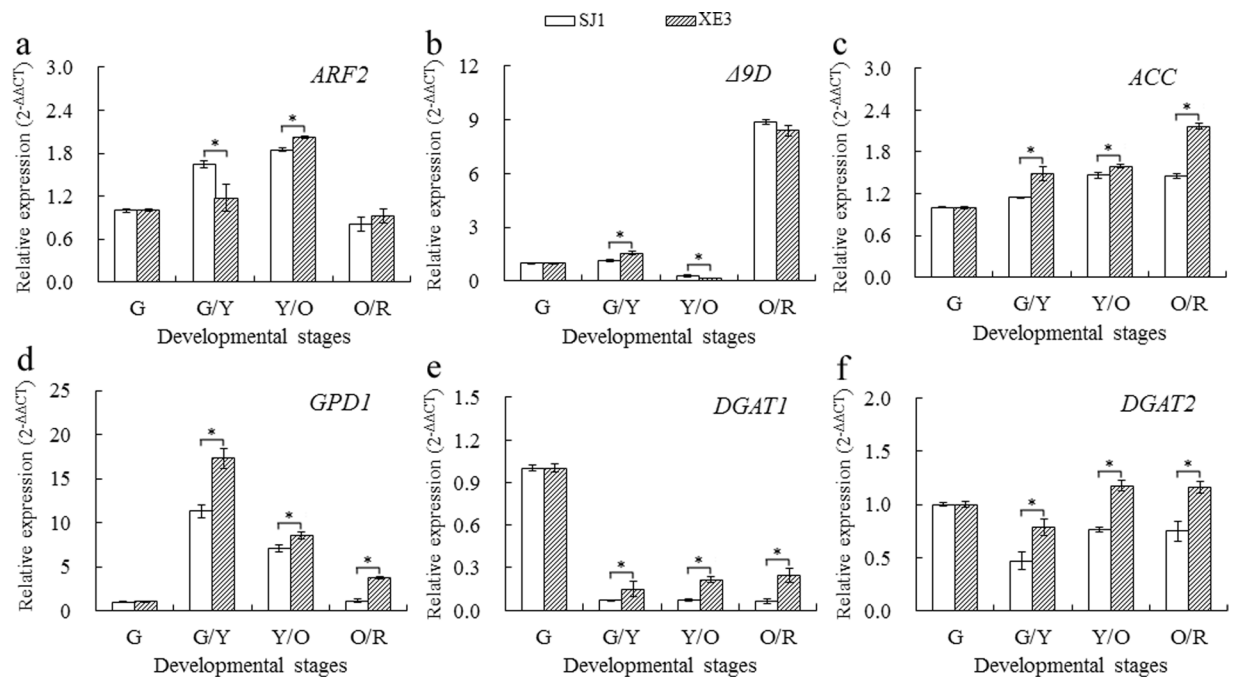 SJ1 XE3
a
ARF2
Relative expression (2-ΔΔCT)
3.0
2.4
1.8
1.2
0.6
0.0
* *
G G/Y Y/O O/R
Developmental stages
b
Δ9D
Relative expression (2-ΔΔCT)
12
9
6
3
0
* *
G G/Y Y/O O/R
Developmental stages
c
ACC
Relative expression (2-ΔΔCT)
3.0
2.4
1.8
1.2
0.6
0.0
* * *
G G/Y Y/O O/R
Developmental stages
d
GPD1
Relative expression (2-ΔΔCT)
25
20
15
10
5
0
* * *
G G/Y Y/O O/R
Developmental stages
e
DGAT1
Relative expression (2-ΔΔCT)
1.5
1.2
0.9
0.6
0.3
0.0
* * *
G G/Y Y/O O/R
Developmental stages
f
DGAT2
Relative expression (2-ΔΔCT)
2.0
1.5
1.0
0.5
0.0
* * *
G G/Y Y/O O/R
Developmental stages